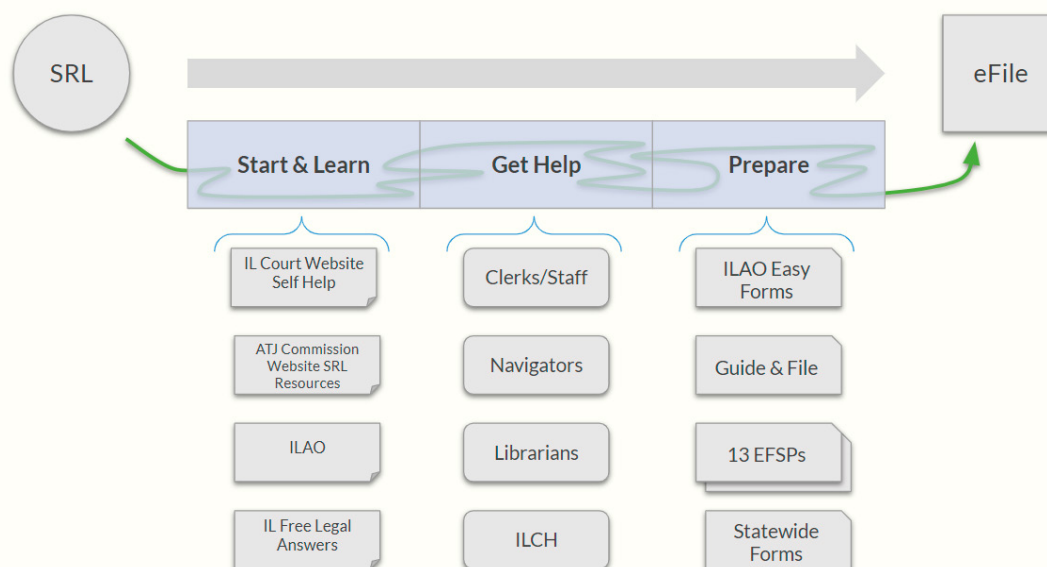 SRL
eFile
Start & Learn
Get Help
Prepare
IL Court Website
Self Help
Clerks/Staff
ILAO Easy
Forms
ATJ Commission
Website SRL
Resources
Navigators
Guide & File
ILAO
Librarians
13 EFSPs
IL Free Legal
Answers
ILCH
Statewide
Forms